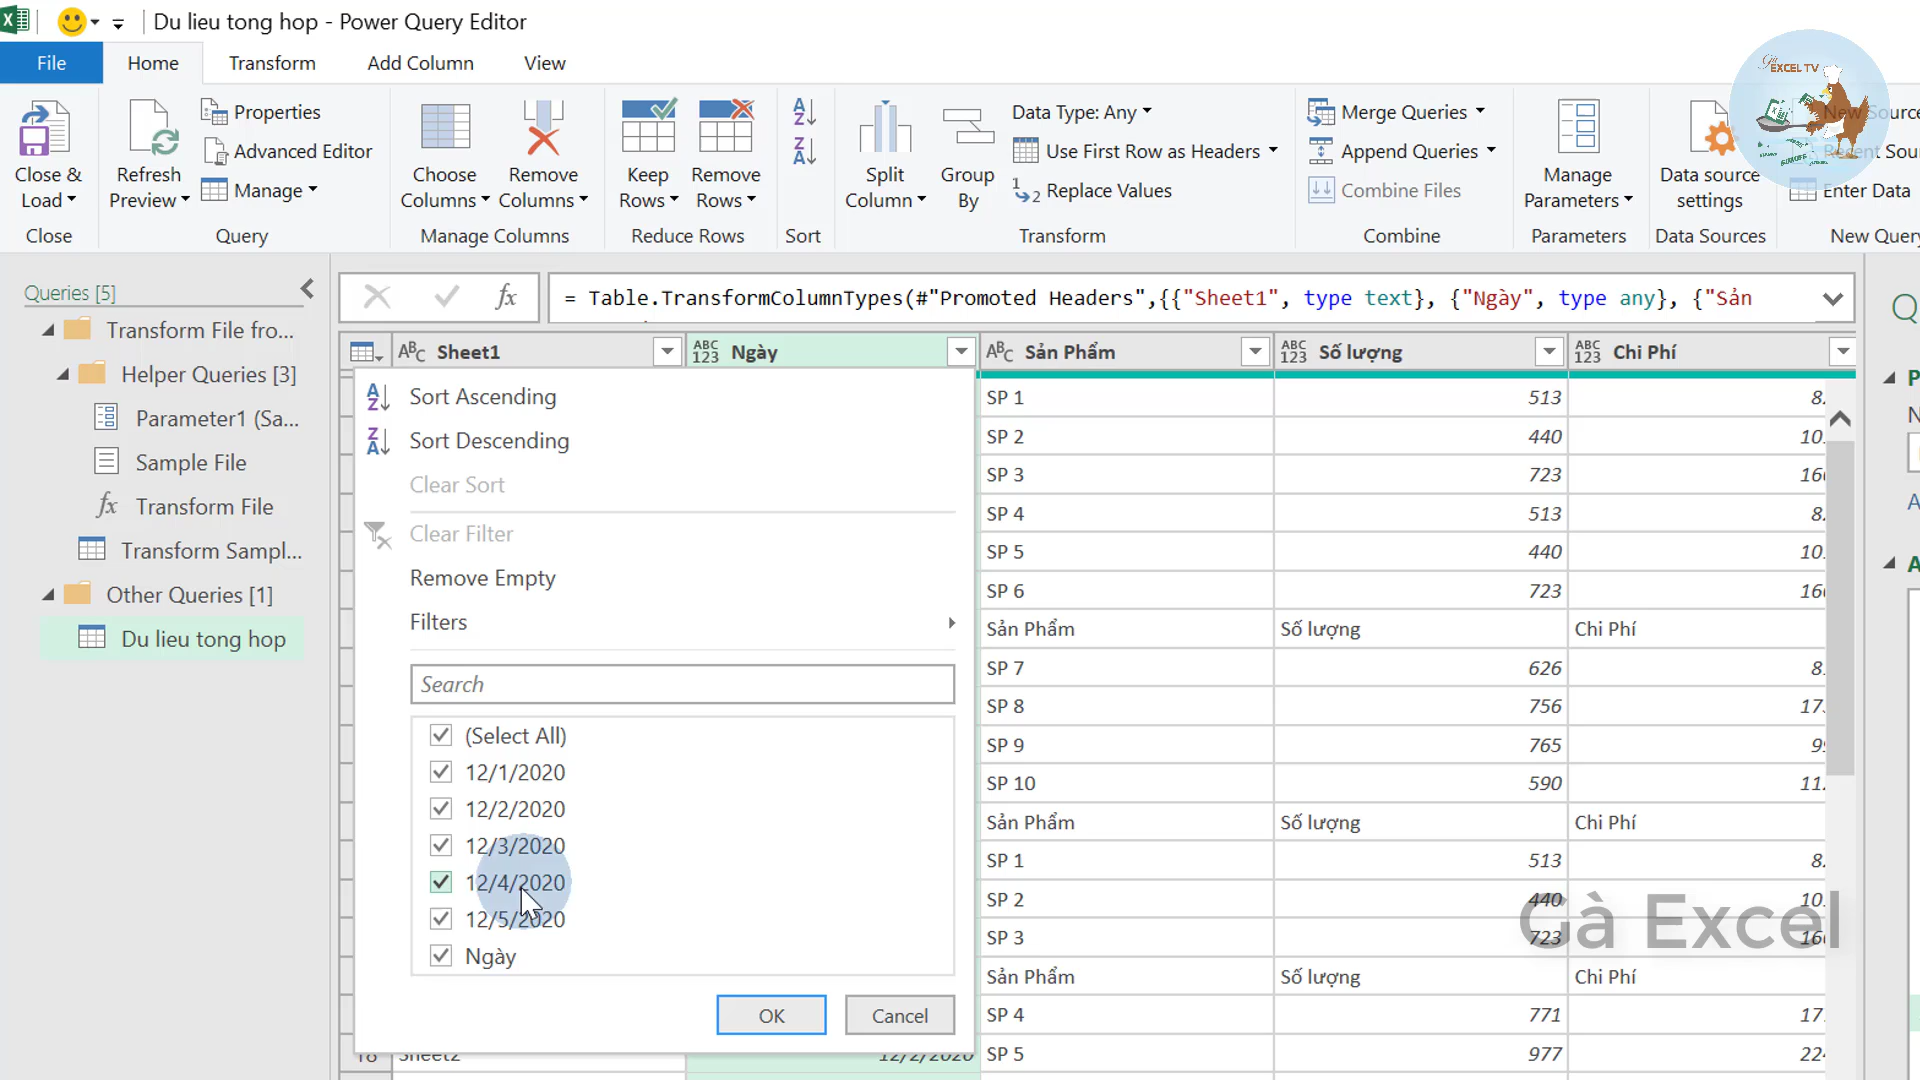 Du lieu tong hop - Power Query Editor
File Home Transform Add Column View
Close & Load
Close
Refresh Preview
Properties
Advanced Editor
Manage
Query
Choose Columns
Remove Columns
Manage Columns
Keep Rows
Remove Rows
Reduce Rows
Sort
Split Column
Group By
Data Type: Any
Use First Row as Headers
Replace Values
Transform
Merge Queries
Append Queries
Combine Files
Combine
Manage Parameters
Parameters
Data source settings
Data Sources
EXCEL TV
Enter Data
Queries [5]
Transform File fro...
Helper Queries [3]
Parameter1 (Sa...
Sample File
Transform File
Transform Sampl...
Other Queries [1]
Du lieu tong hop
fx = Table.TransformColumnTypes(#"Promoted Headers",{{"Sheet1", type text}, {"Ngày", type any}, {"Sản
ABC Sheet1 ABC 123 Ngày ABC Sản Phẩm ABC 123 Số lượng ABC 123 Chi Phí
Sort Ascending
Sort Descending
Clear Sort
Clear Filter
Remove Empty
Filters
Search
(Select All)
12/1/2020
12/2/2020
12/3/2020
12/4/2020
12/5/2020
Ngày
OK Cancel
SP 1 513
SP 2 440
SP 3 723
SP 4 513
SP 5 440
SP 6 723
Sản Phẩm Số lượng Chi Phí
SP 7 626
SP 8 756
SP 9 765
SP 10 590
Sản Phẩm Số lượng Chi Phí
SP 1 513
SP 2 440
SP 3 723
Sản Phẩm Số lượng Chi Phí
SP 4 771
SP 5 977
Gà Excel